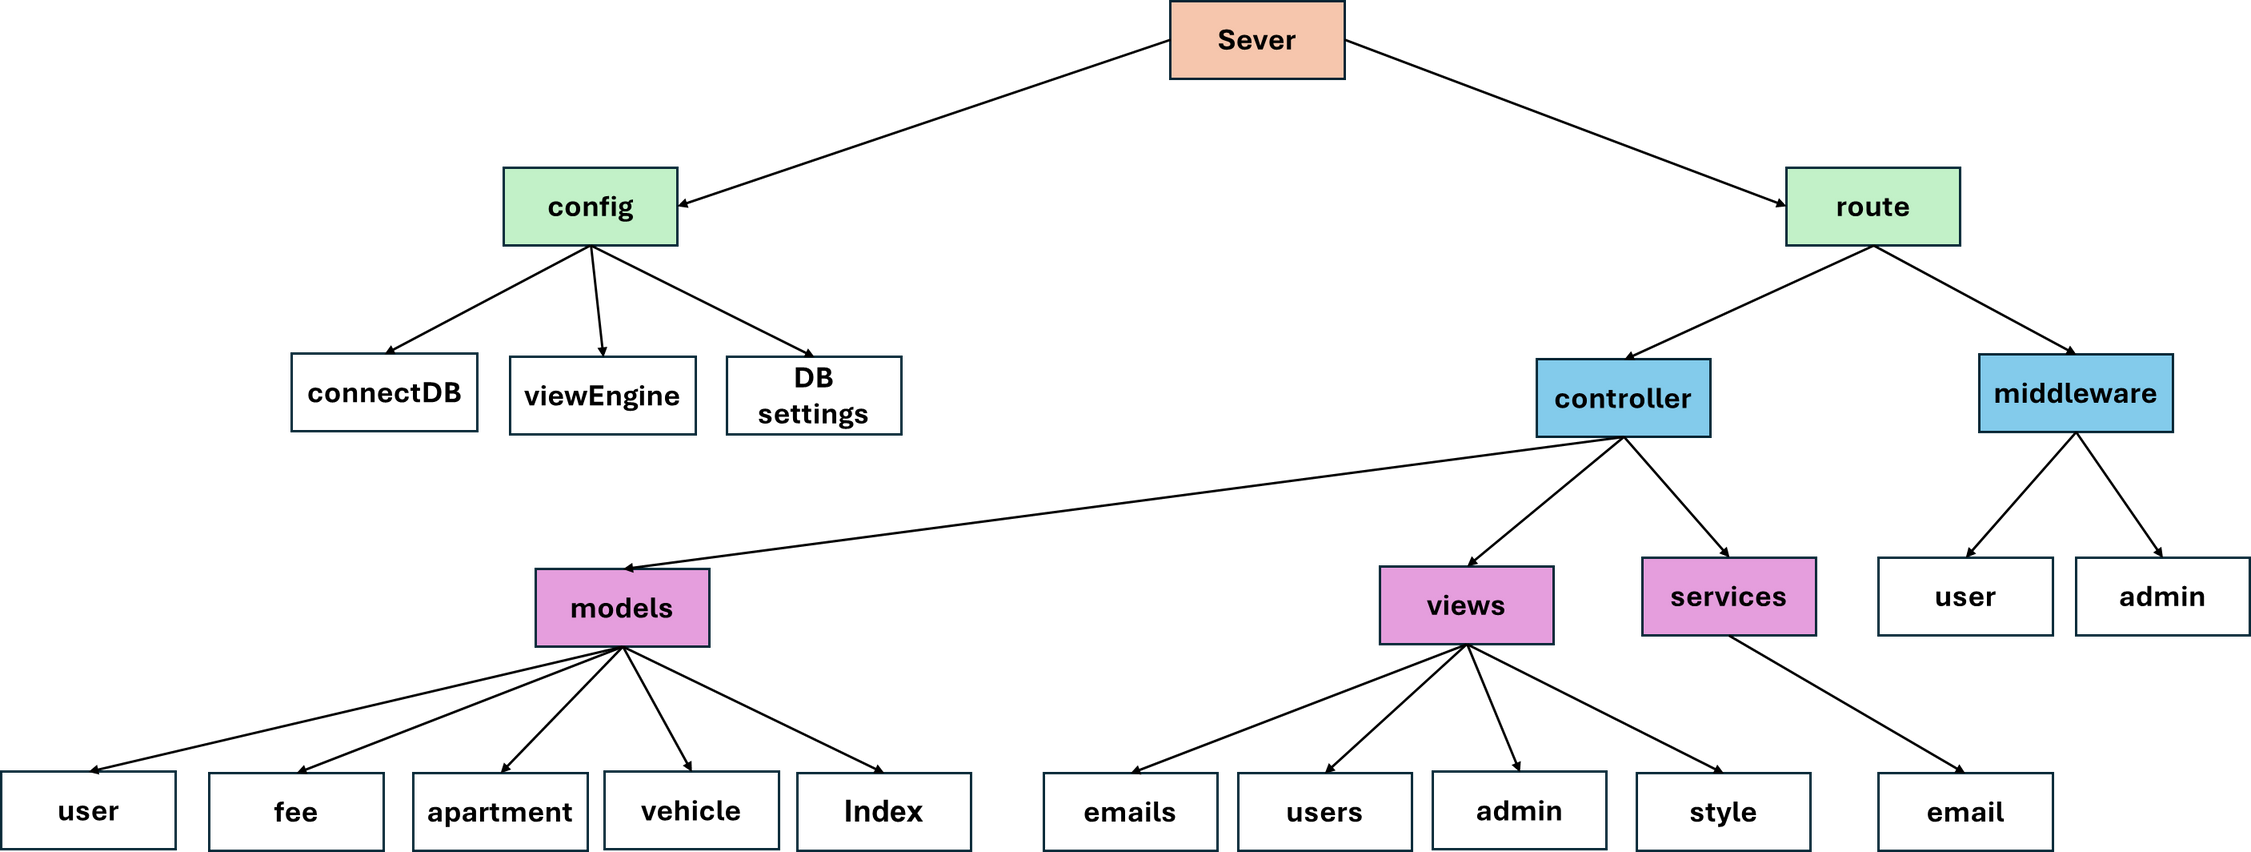 Sever
config
route
connectDB
viewEngine
DB
settings
controller
middleware
models
views
services
user
admin
user
fee
apartment
vehicle
Index
emails
users
admin
style
email